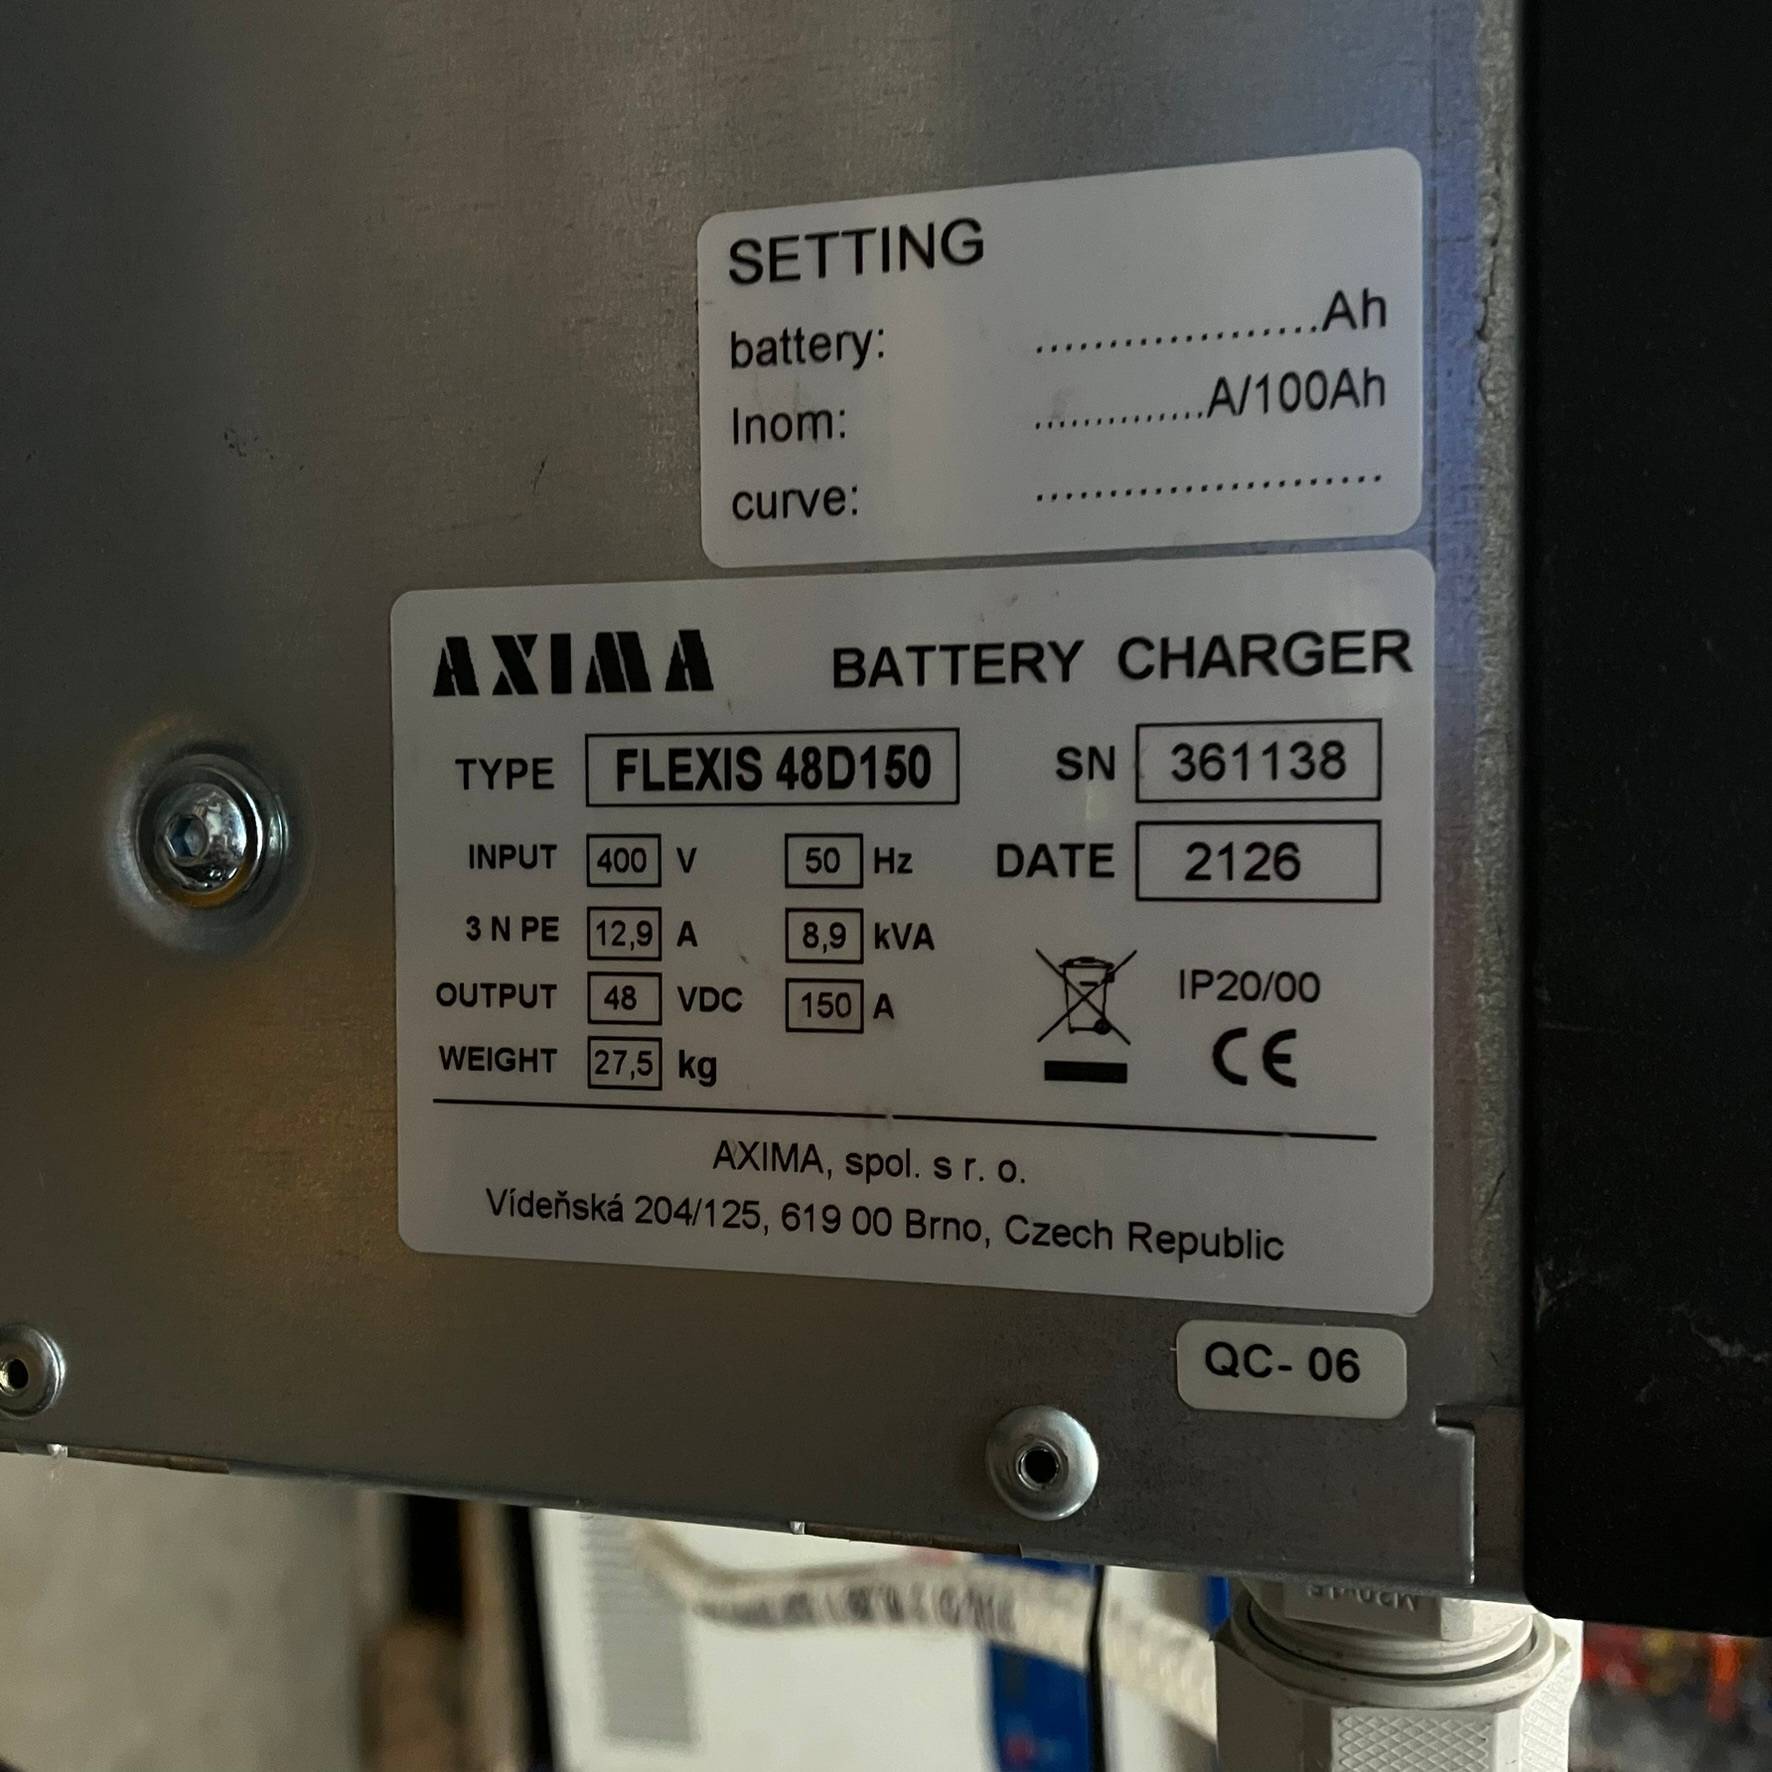 SETTING
battery: ...................Ah
Inom: .............A/100Ah
curve: ........................
AXIMA BATTERY CHARGER
TYPE FLEXIS 48D150 SN 361138
INPUT 400 V 50 Hz DATE 2126
3 N PE 12,9 A 8,9 kVA
OUTPUT 48 VDC 150 A IP20/00
WEIGHT 27,5 kg CE
AXIMA, spol. s r. o.
Vídeňská 204/125, 619 00 Brno, Czech Republic
QC- 06